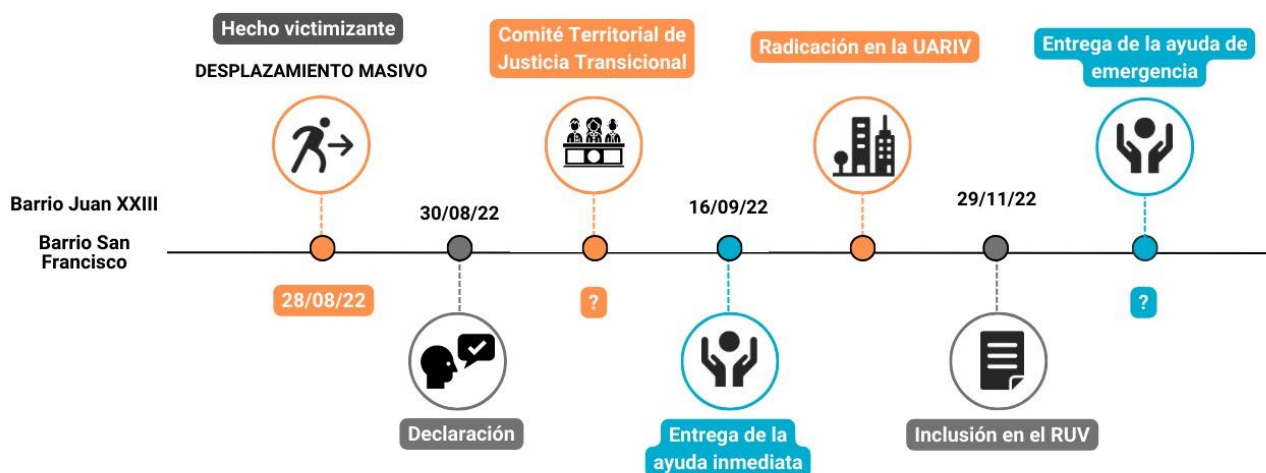 Hecho victimizante
DESPLAZAMIENTO MASIVO
Comité Territorial de
Justicia Transicional
Radicación en la UARIV
Entrega de la ayuda de
emergencia
Barrio Juan XXIII
Barrio San
Francisco
30/08/22
16/09/22
29/11/22
28/08/22
?
?
Declaración
Entrega de la
ayuda inmediata
Inclusión en el RUV